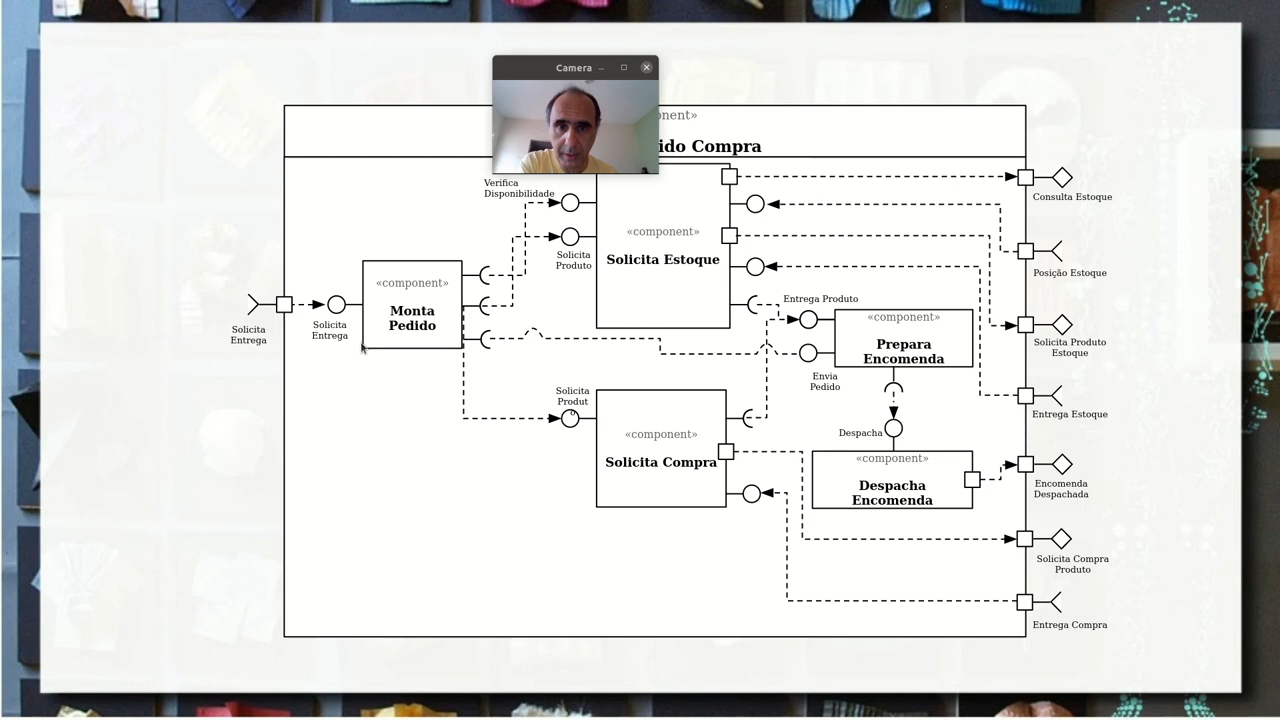 Camera
ido Compra
Verifica
Disponibilidade
Consulta Estoque
«component»
Solicita Estoque
Solicita
Produto
Posição Estoque
«component»
Monta
Pedido
Entrega Produto
«component»
Prepara
Encomenda
Solicita
Entrega
Solicita
Entrega
Solicita Produto
Estoque
Envia
Pedido
Solicita
Produt
o
Entrega Estoque
Despacha
«component»
Solicita Compra
«component»
Despacha
Encomenda
Encomenda
Despachada
Solicita Compra
Produto
Entrega Compra